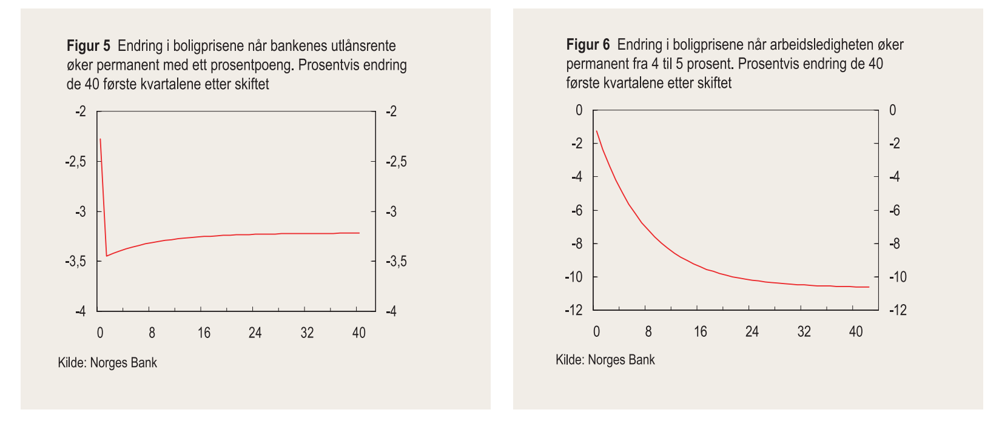 Figur 5 Endring i boligprisene når bankenes utlånsrente
øker permanent med ett prosentpoeng. Prosentvis endring
de 40 første kvartalene etter skiftet
-2 -2
-2,5 -2,5
-3 -3
-3,5 -3,5
-4 -4
0 8 16 24 32 40
Kilde: Norges Bank
Figur 6 Endring i boligprisene når arbeidsledigheten øker
permanent fra 4 til 5 prosent. Prosentvis endring de 40
første kvartalene etter skiftet
0 0
-2 -2
-4 -4
-6 -6
-8 -8
-10 -10
-12 -12
0 8 16 24 32 40
Kilde: Norges Bank